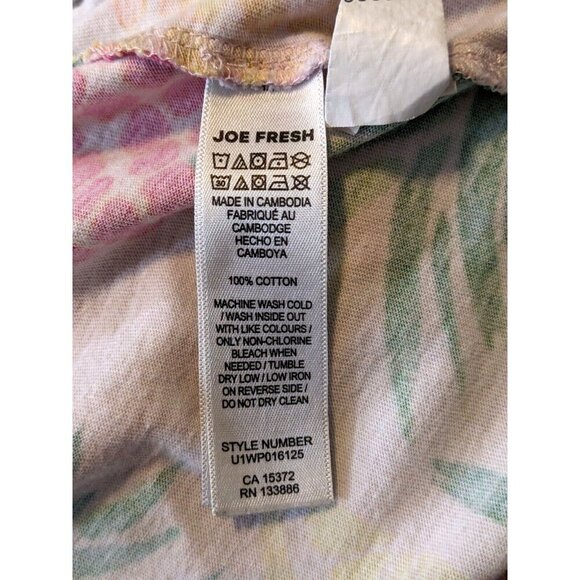 JOE FRESH
30
MADE IN CAMBODIA
FABRIQUÉ AU
CAMBODGE
HECHO EN
CAMBOYA
100% COTTON
MACHINE WASH COLD
/ WASH INSIDE OUT
WITH LIKE COLOURS /
ONLY NON-CHLORINE
BLEACH WHEN
NEEDED / TUMBLE
DRY LOW / LOW IRON
ON REVERSE SIDE /
DO NOT DRY CLEAN
STYLE NUMBER
U1WP016125
CA 15372
RN 133886